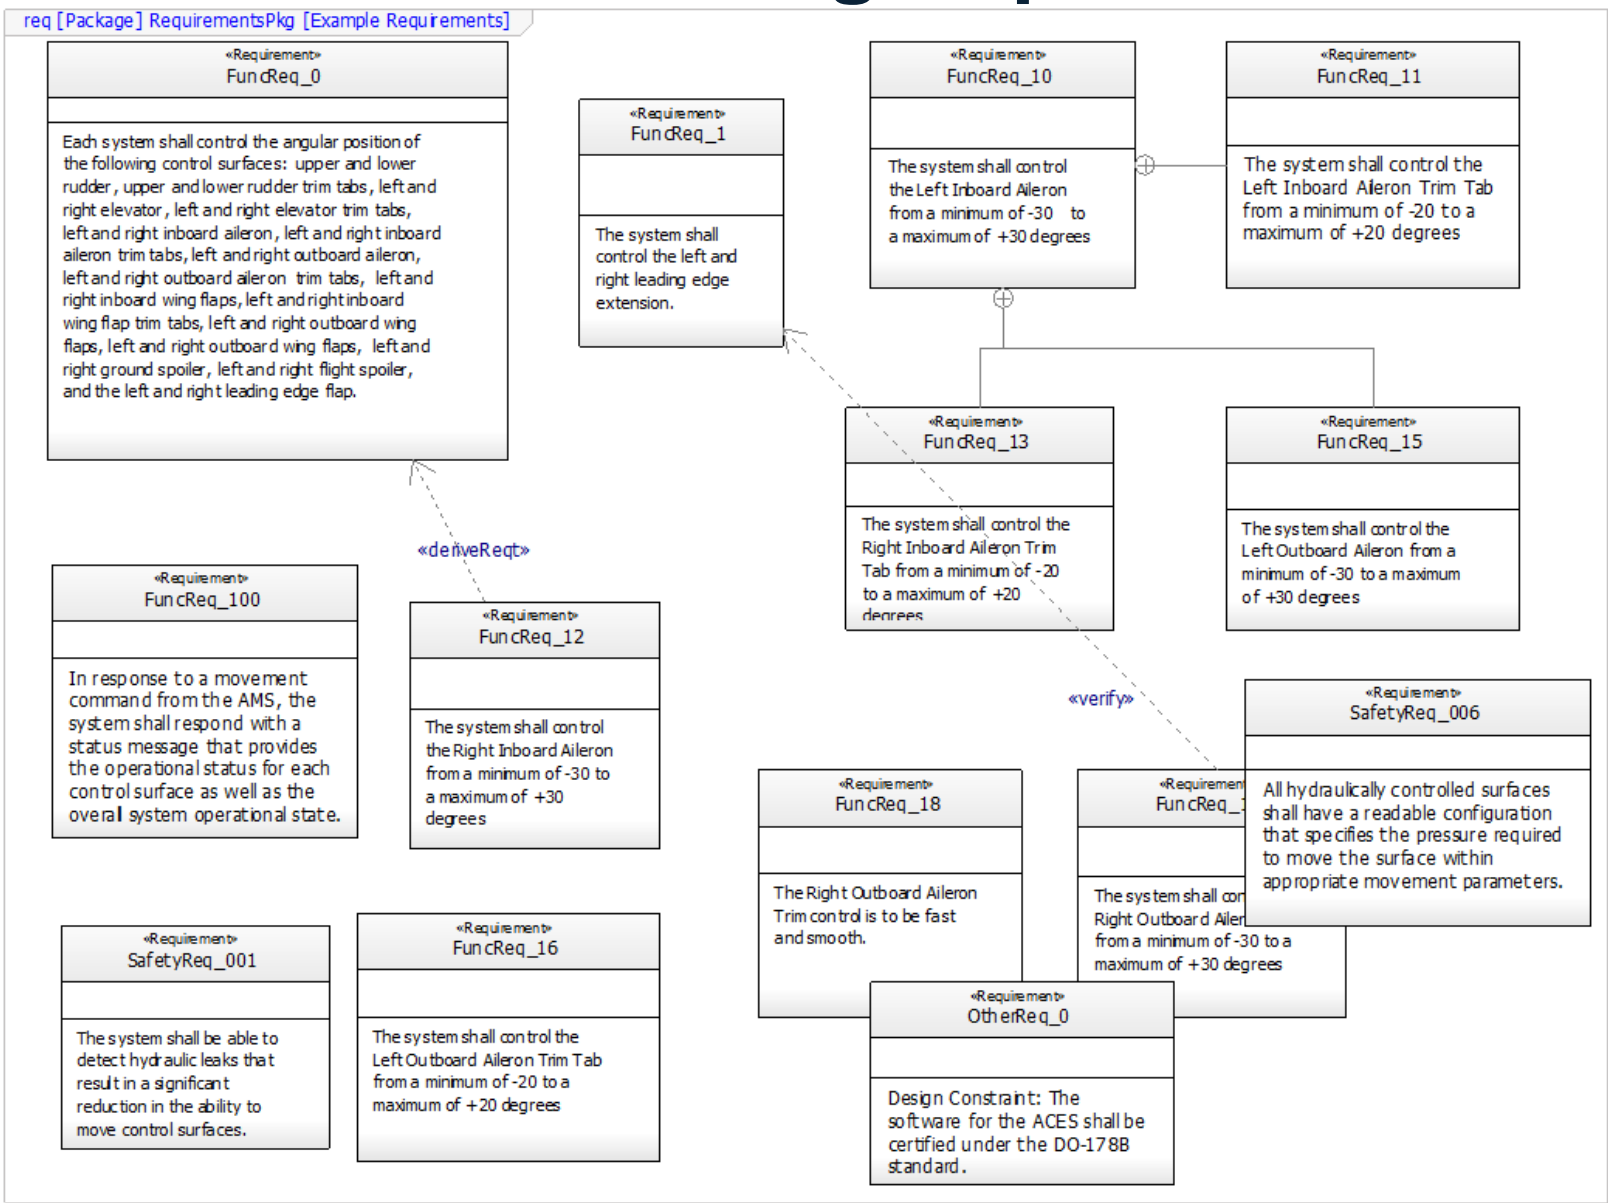 req [Package] RequirementsPkg [Example Requirements]
«Requirement»
FuncReq_0
Each system shall control the angular position of
the following control surfaces: upper and lower
rudder, upper and lower rudder trim tabs, left and
right elevator, left and right elevator trim tabs,
left and right inboard aileron, left and right inboard
aileron trim tabs, left and right outboard aileron,
left and right outboard aileron trim tabs, left and
right inboard wing flaps, left and right inboard
wing flap trim tabs, left and right outboard wing
flaps, left and right outboard wing flaps, left and
right ground spoiler, left and right flight spoiler,
and the left and right leading edge flap.
«Requirement»
FuncReq_1
The system shall
control the left and
right leading edge
extension.
«Requirement»
FuncReq_10
The system shall control
the Left Inboard Aileron
from a minimum of -30 to
a maximum of +30 degrees
«Requirement»
FuncReq_11
The system shall control the
Left Inboard Aileron Trim Tab
from a minimum of -20 to a
maximum of +20 degrees
«Requirement»
FuncReq_13
The system shall control the
Right Inboard Aileron Trim
Tab from a minimum of -20
to a maximum of +20
degrees
«Requirement»
FuncReq_15
The system shall control the
Left Outboard Aileron from a
minimum of -30 to a maximum
of +30 degrees
«deriveReqt»
«Requirement»
FuncReq_100
In response to a movement
command from the AMS, the
system shall respond with a
status message that provides
the operational status for each
control surface as well as the
overall system operational state.
«Requirement»
FuncReq_12
The system shall control
the Right Inboard Aileron
from a minimum of -30 to
a maximum of +30
degrees
«verify»
«Requirement»
SafetyReq_006
All hydraulically controlled surfaces
shall have a readable configuration
that specifies the pressure required
to move the surface within
appropriate movement parameters.
«Requirement»
FuncReq_18
The Right Outboard Aileron
Trim control is to be fast
and smooth.
«Requirement
FuncReq_1
The system shall con
Right Outboard Ailer
from a minimum of -30 to a
maximum of +30 degrees
«Requirement»
SafetyReq_001
The system shall be able to
detect hydraulic leaks that
result in a significant
reduction in the ability to
move control surfaces.
«Requirement»
FuncReq_16
The system shall control the
Left Outboard Aileron Trim Tab
from a minimum of -20 to a
maximum of +20 degrees
«Requirement»
OtherReq_0
Design Constraint: The
software for the ACES shall be
certified under the DO-178B
standard.